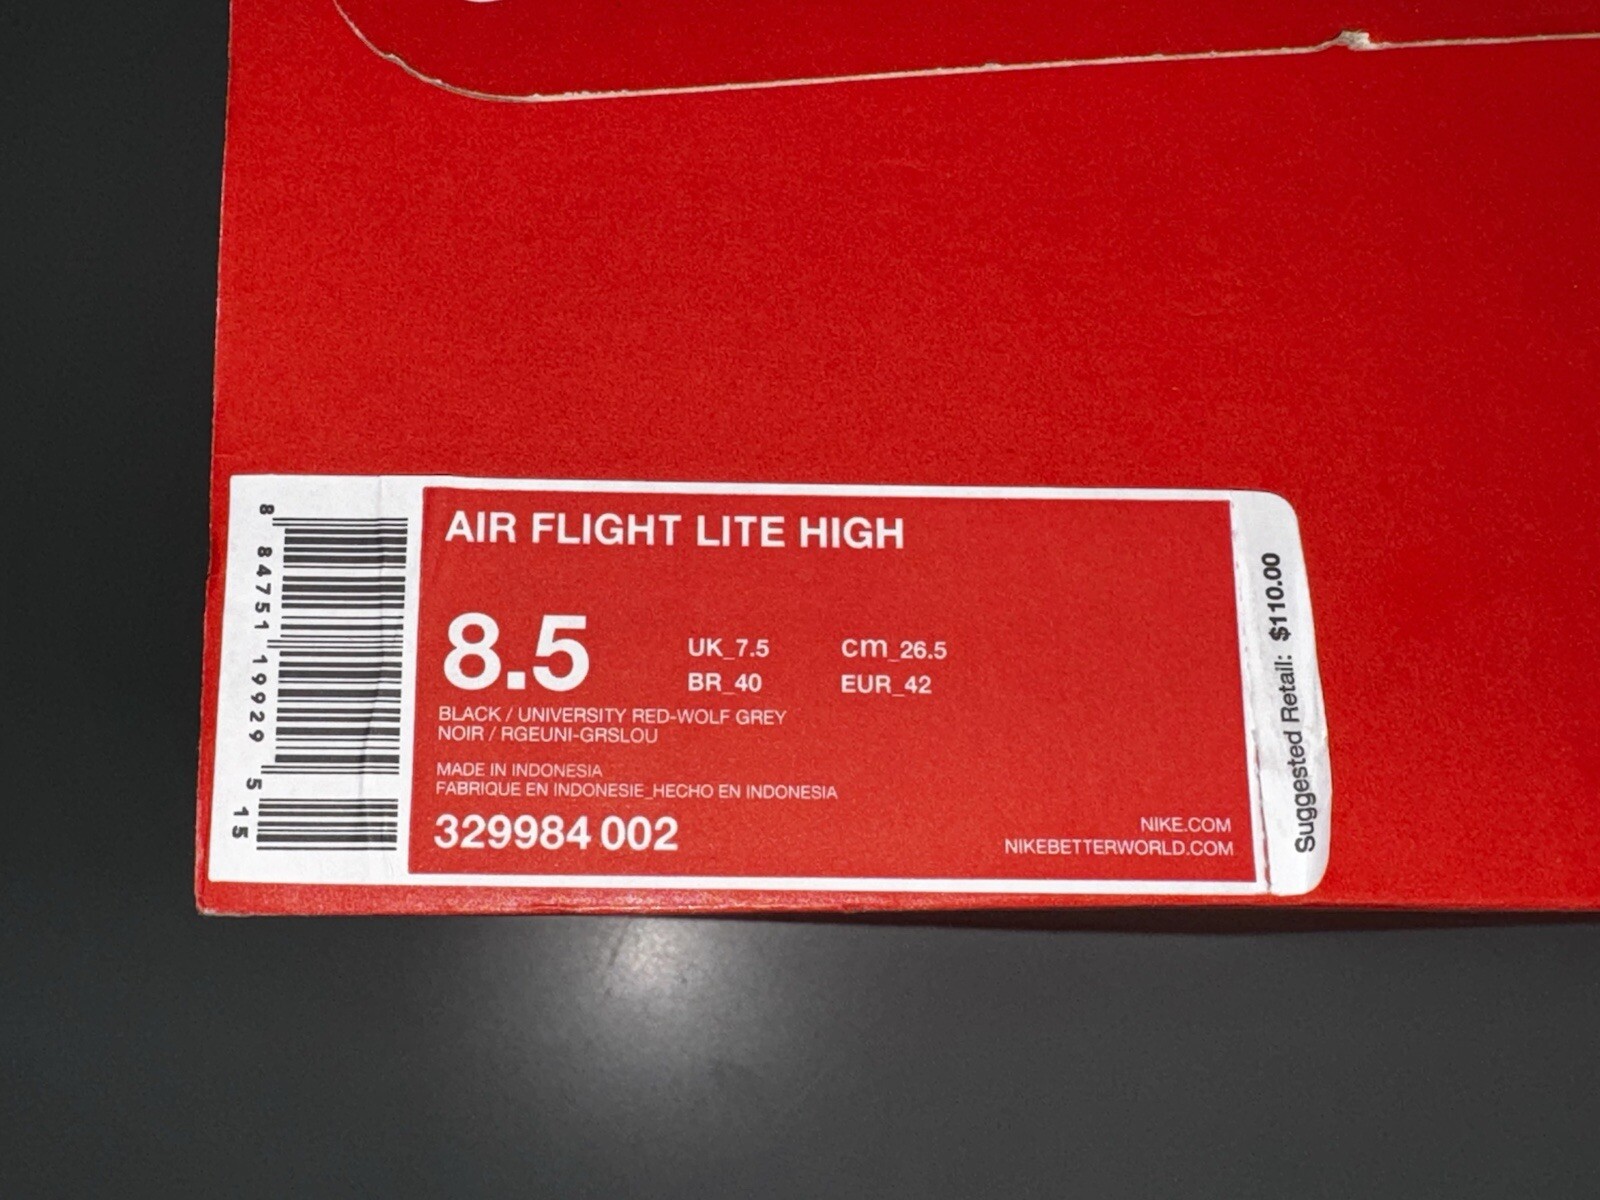 8 84751 19929 5 15
AIR FLIGHT LITE HIGH
8.5
UK_7.5
cm_26.5
BR_40
EUR_42
BLACK / UNIVERSITY RED-WOLF GREY
NOIR / RGEUNI-GRSLOU
MADE IN INDONESIA
FABRIQUE EN INDONESIE_HECHO EN INDONESIA
329984 002
NIKE.COM
NIKEBETTERWORLD.COM
Suggested Retail: $110.00